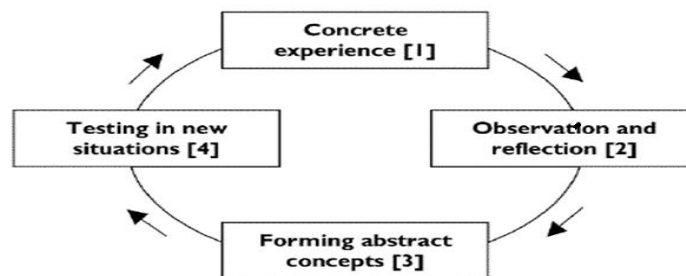 Concrete
experience [1]
Observation and
reflection [2]
Forming abstract
concepts [3]
Testing in new
situations [4]